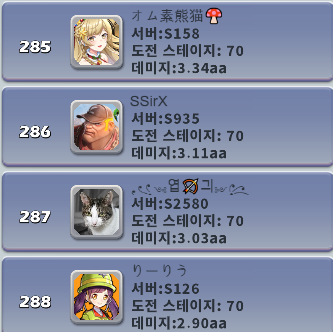 285
オム素熊猫🍄
서버:S158
도전 스테이지: 70
데미지:3.34aa
286
SSirX
서버:S935
도전 스테이지: 70
데미지:3.11aa
287
엽🏹긔
서버:S2580
도전 스테이지: 70
데미지:3.03aa
288
りーりう
서버:S126
도전 스테이지: 70
데미지:2.90aa